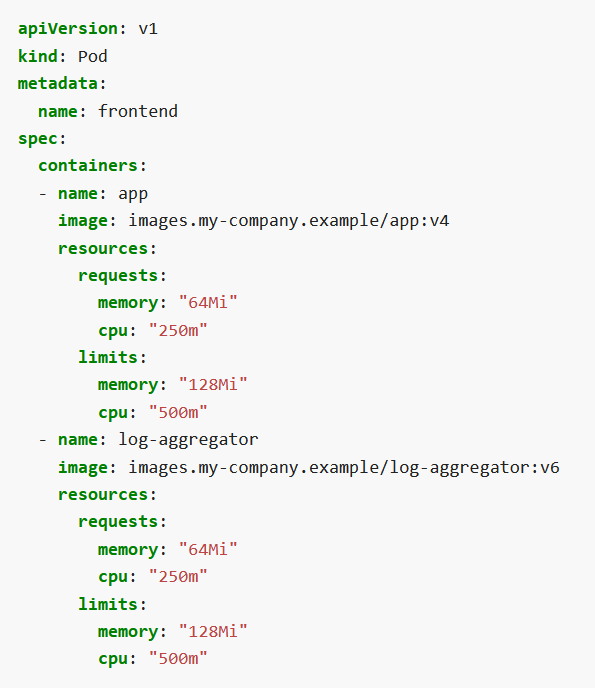 apiVersion: v1
kind: Pod
metadata:
  name: frontend
spec:
  containers:
  - name: app
    image: images.my-company.example/app:v4
    resources:
      requests:
        memory: "64Mi"
        cpu: "250m"
      limits:
        memory: "128Mi"
        cpu: "500m"
  - name: log-aggregator
    image: images.my-company.example/log-aggregator:v6
    resources:
      requests:
        memory: "64Mi"
        cpu: "250m"
      limits:
        memory: "128Mi"
        cpu: "500m"